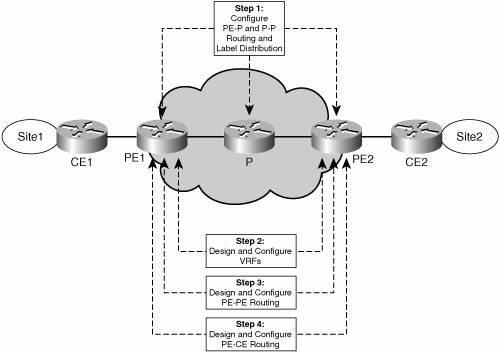 Step 1:
Configure
PE-P and P-P
Routing and
Label Distribution
Site1
CE1
PE1
P
PE2
CE2
Site2
Step 2:
Design and Configure
VRFs
Step 3:
Design and Configure
PE-PE Routing
Step 4:
Design and Configure
PE-CE Routing